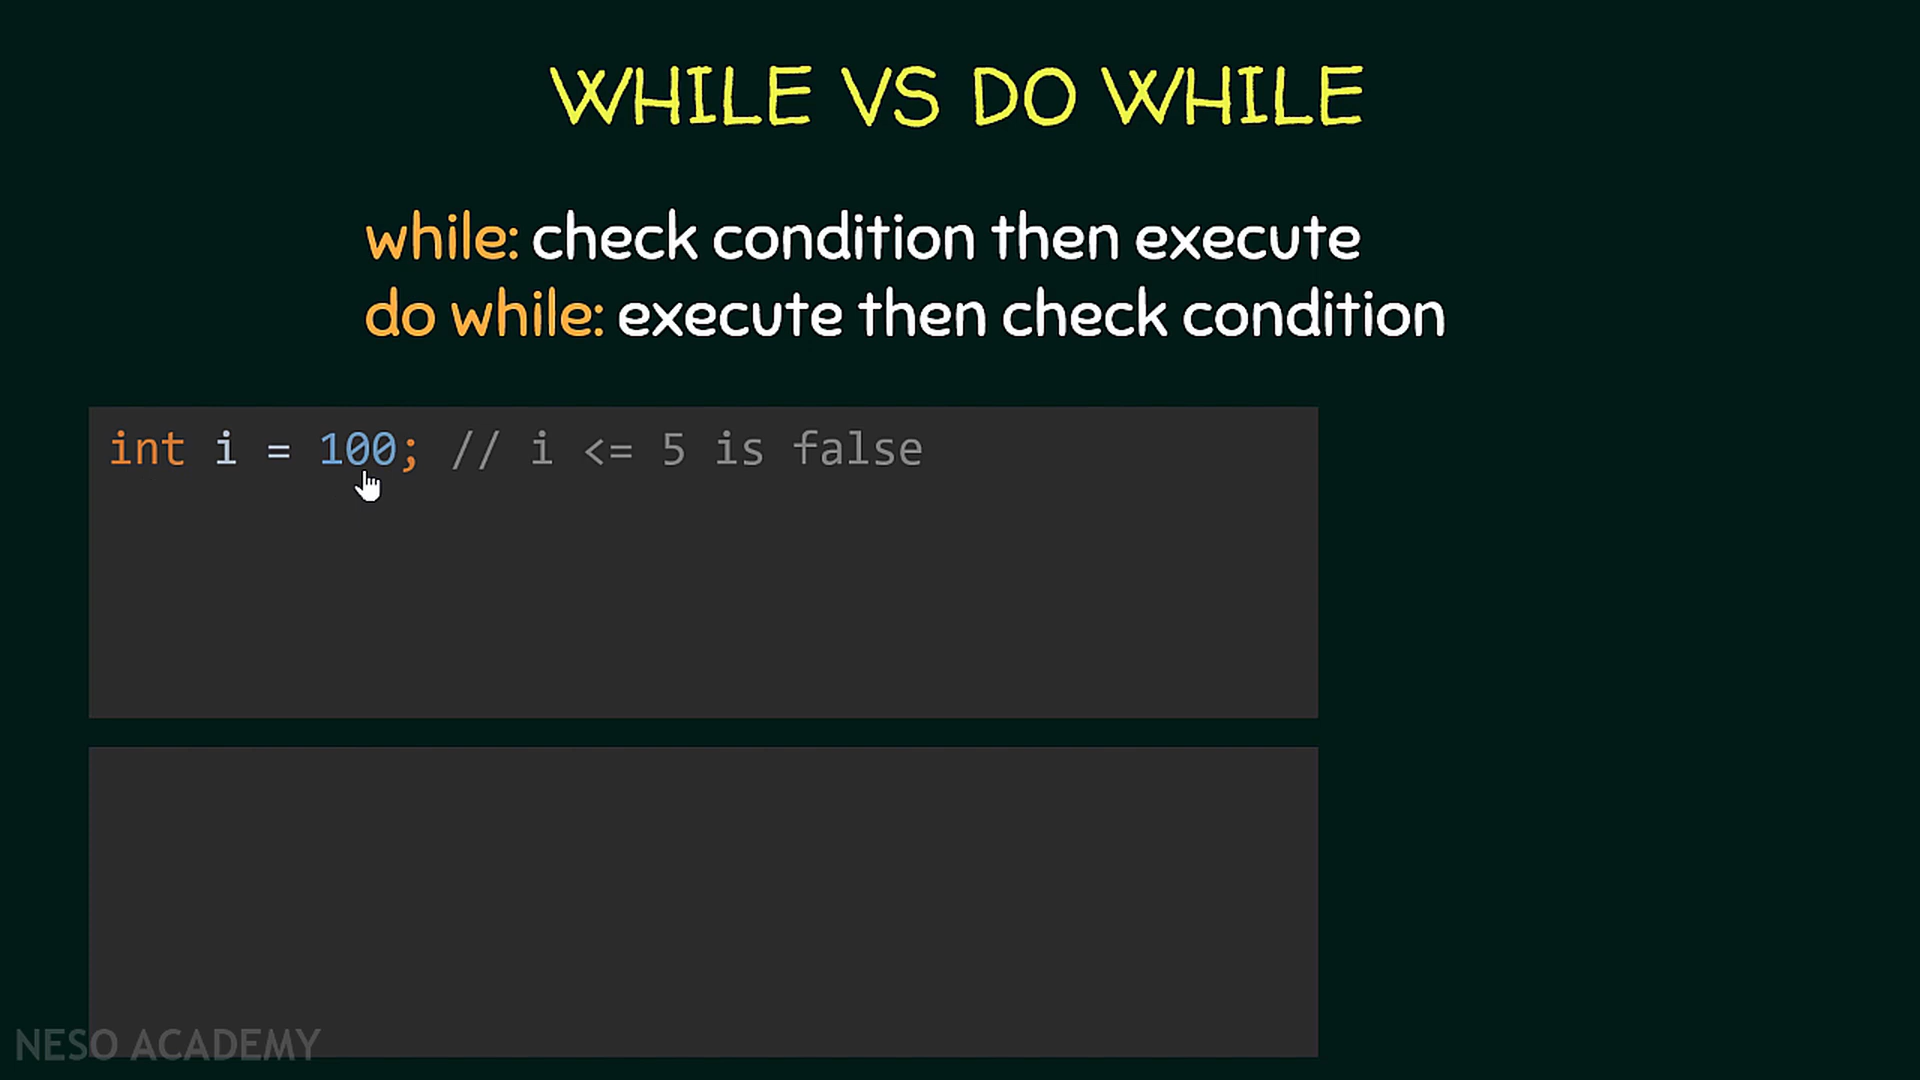 WHILE VS DO WHILE
while: check condition then execute
do while: execute then check condition
int i = 100; // i <= 5 is false
NESO ACADEMY